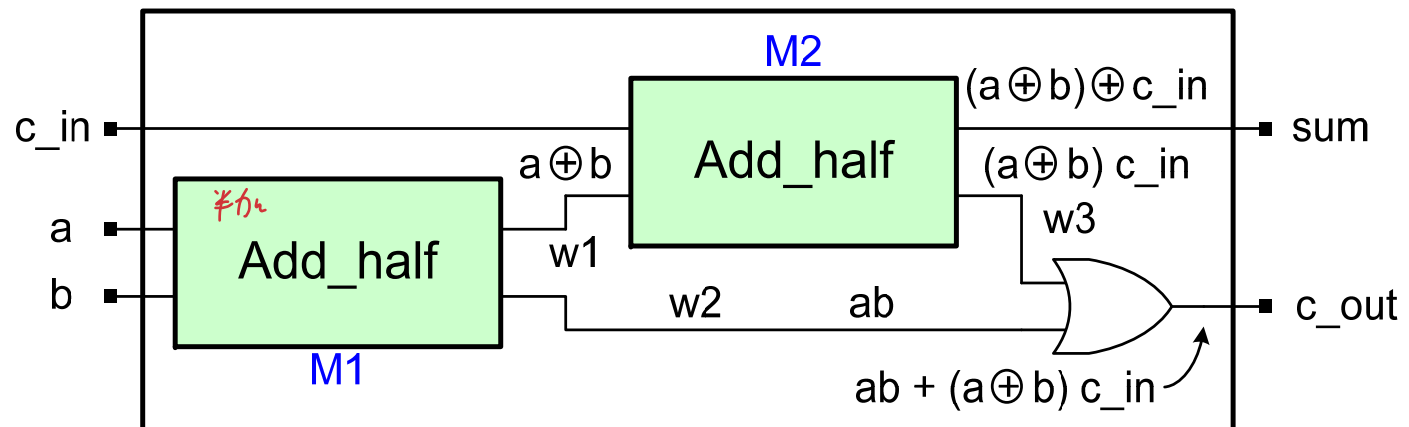 M2
(a⊕b)⊕c_in
c_in
sum
a⊕b
Add_half
(a⊕b) c_in
半加
a
w1
w3
Add_half
b
w2
ab
c_out
M1
ab + (a⊕b) c_in